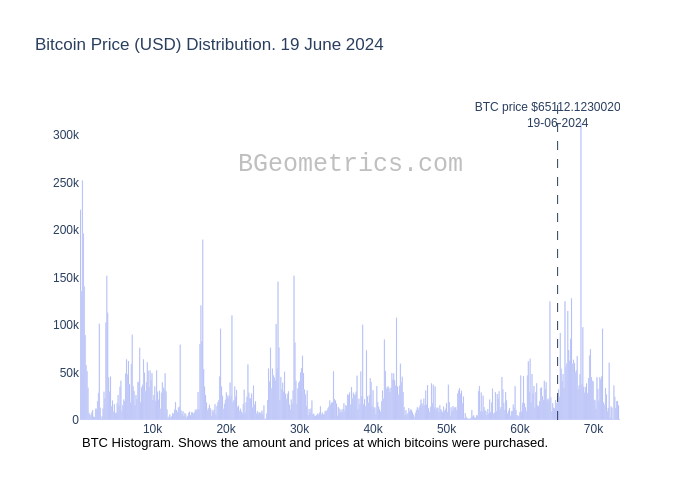 Bitcoin Price (USD) Distribution. 19 June 2024
BTC price $65112.1230020
19-06-2024
BGeometrics.com
300k
250k
200k
150k
100k
50k
0
10k 20k 30k 40k 50k 60k 70k
BTC Histogram. Shows the amount and prices at which bitcoins were purchased.